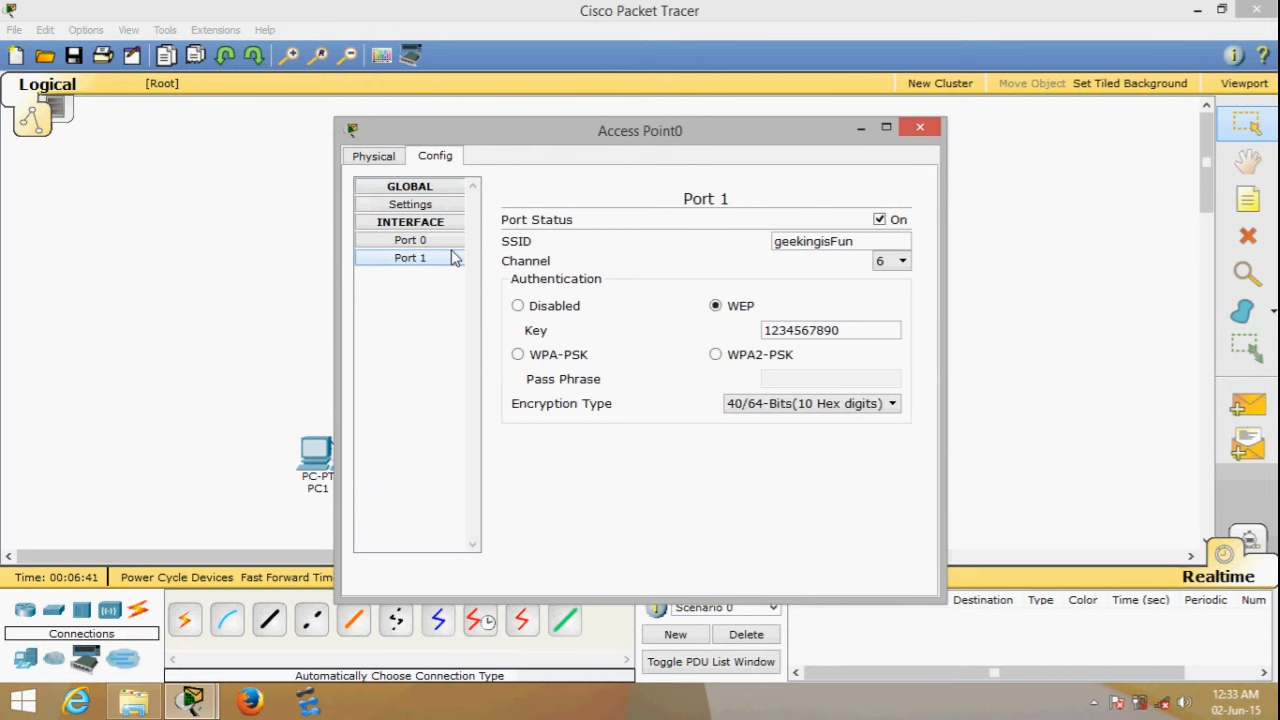 Cisco Packet Tracer
File Edit Options View Tools Extensions Help
Logical [Root] New Cluster Move Object Set Tiled Background Viewport
Access Point0
Physical Config
GLOBAL
Settings
INTERFACE
Port 0
Port 1
Port 1
Port Status On
SSID geekingisFun
Channel 6
Authentication
Disabled WEP
Key 1234567890
WPA-PSK WPA2-PSK
Pass Phrase
Encryption Type 40/64-Bits(10 Hex digits)
PC-PT
PC1
Time: 00:06:41 Power Cycle Devices Fast Forward Tim
Realtime
Connections
Automatically Choose Connection Type
Scenario 0
New Delete
Toggle PDU List Window
Destination Type Color Time (sec) Periodic Num
12:33 AM
02-Jun-15